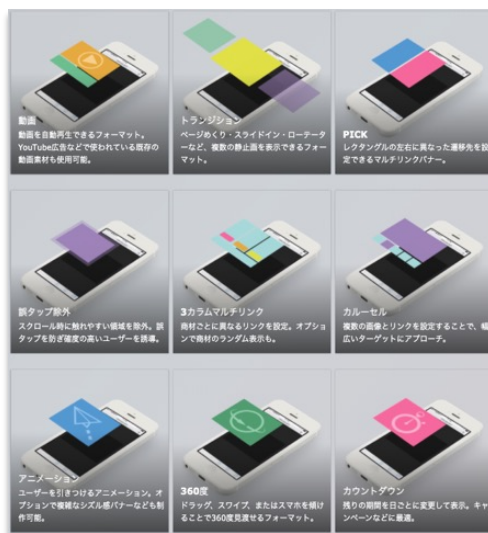 動画
動画を自動再生できるフォーマット。
YouTube広告などで使われている既存の
動画素材も使用可能。
トランジション
ページめくり・スライドイン・ローテータ
ーなど、複数の静止画を表示できるフォー
マット。
PICK
レクタングルの左右に異なった遷移先を設
定できるマルチリンクバナー。
誤タップ除外
スクロール時に触れやすい領域を除外。誤
タップを防ぎ確度の高いユーザーを誘導。
3カラムマルチリンク
商材ごとに異なるリンクを設定。オプショ
ンで商材のランダム表示も。
カルーセル
複数の画像とリンクを設定することで、幅
広いターゲットにアプローチ。
アニメーション
ユーザーを引きつけるアニメーション。オ
プションで複雑なシズル感バナーなども制
作可能。
360度
ドラッグ、スワイプ、またはスマホを傾け
ることで360度見渡せるフォーマット。
カウントダウン
残りの期間を日ごとに変更して表示。キャ
ンペーンなどに最適。